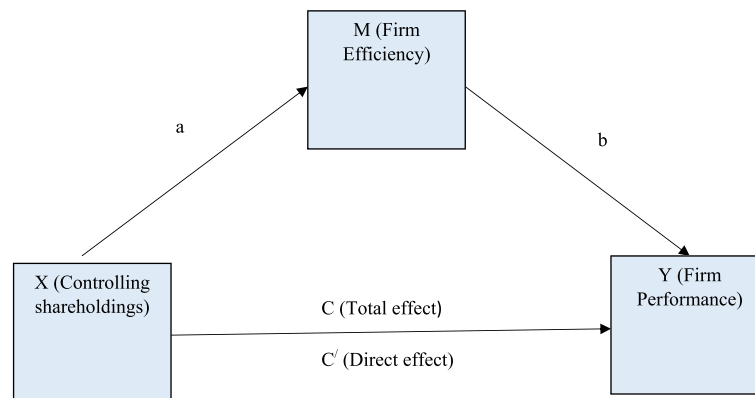 M (Firm
Efficiency)
a
b
X (Controlling
shareholdings)
Y (Firm
Performance)
C (Total effect)
C/ (Direct effect)